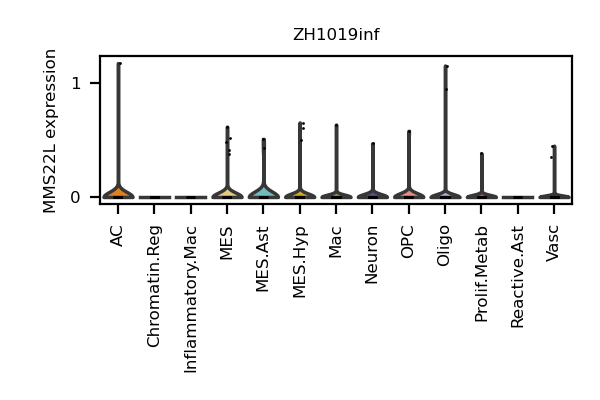 ZH1019inf
MMS22L expression
1
0
AC
Chromatin.Reg
Inflammatory.Mac
MES
MES.Ast
MES.Hyp
Mac
Neuron
OPC
Oligo
Prolif.Metab
Reactive.Ast
Vasc